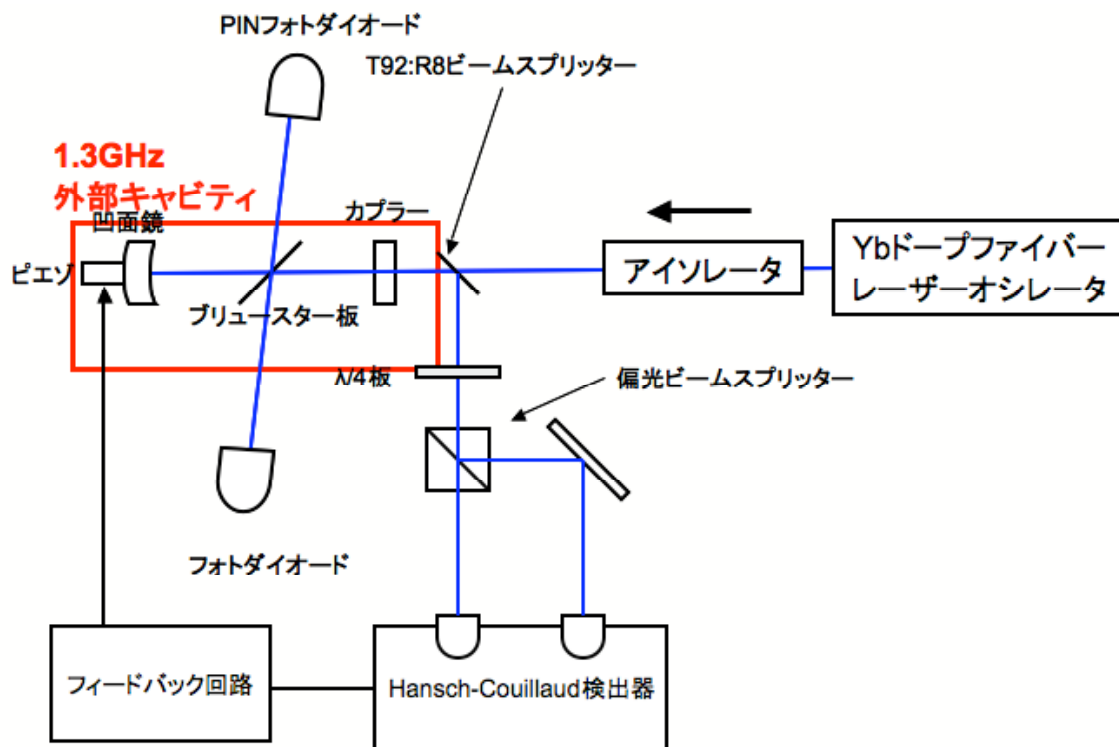 PINフォトダイオード
T92:R8ビームスプリッター
1.3GHz
外部キャビティ
凹面鏡
カプラー
ピエゾ
アイソレータ
Ybドープファイバー
レーザーオシレータ
ブリュースター板
λ/4板
偏光ビームスプリッター
フォトダイオード
フィードバック回路
Hansch-Couillaud検出器